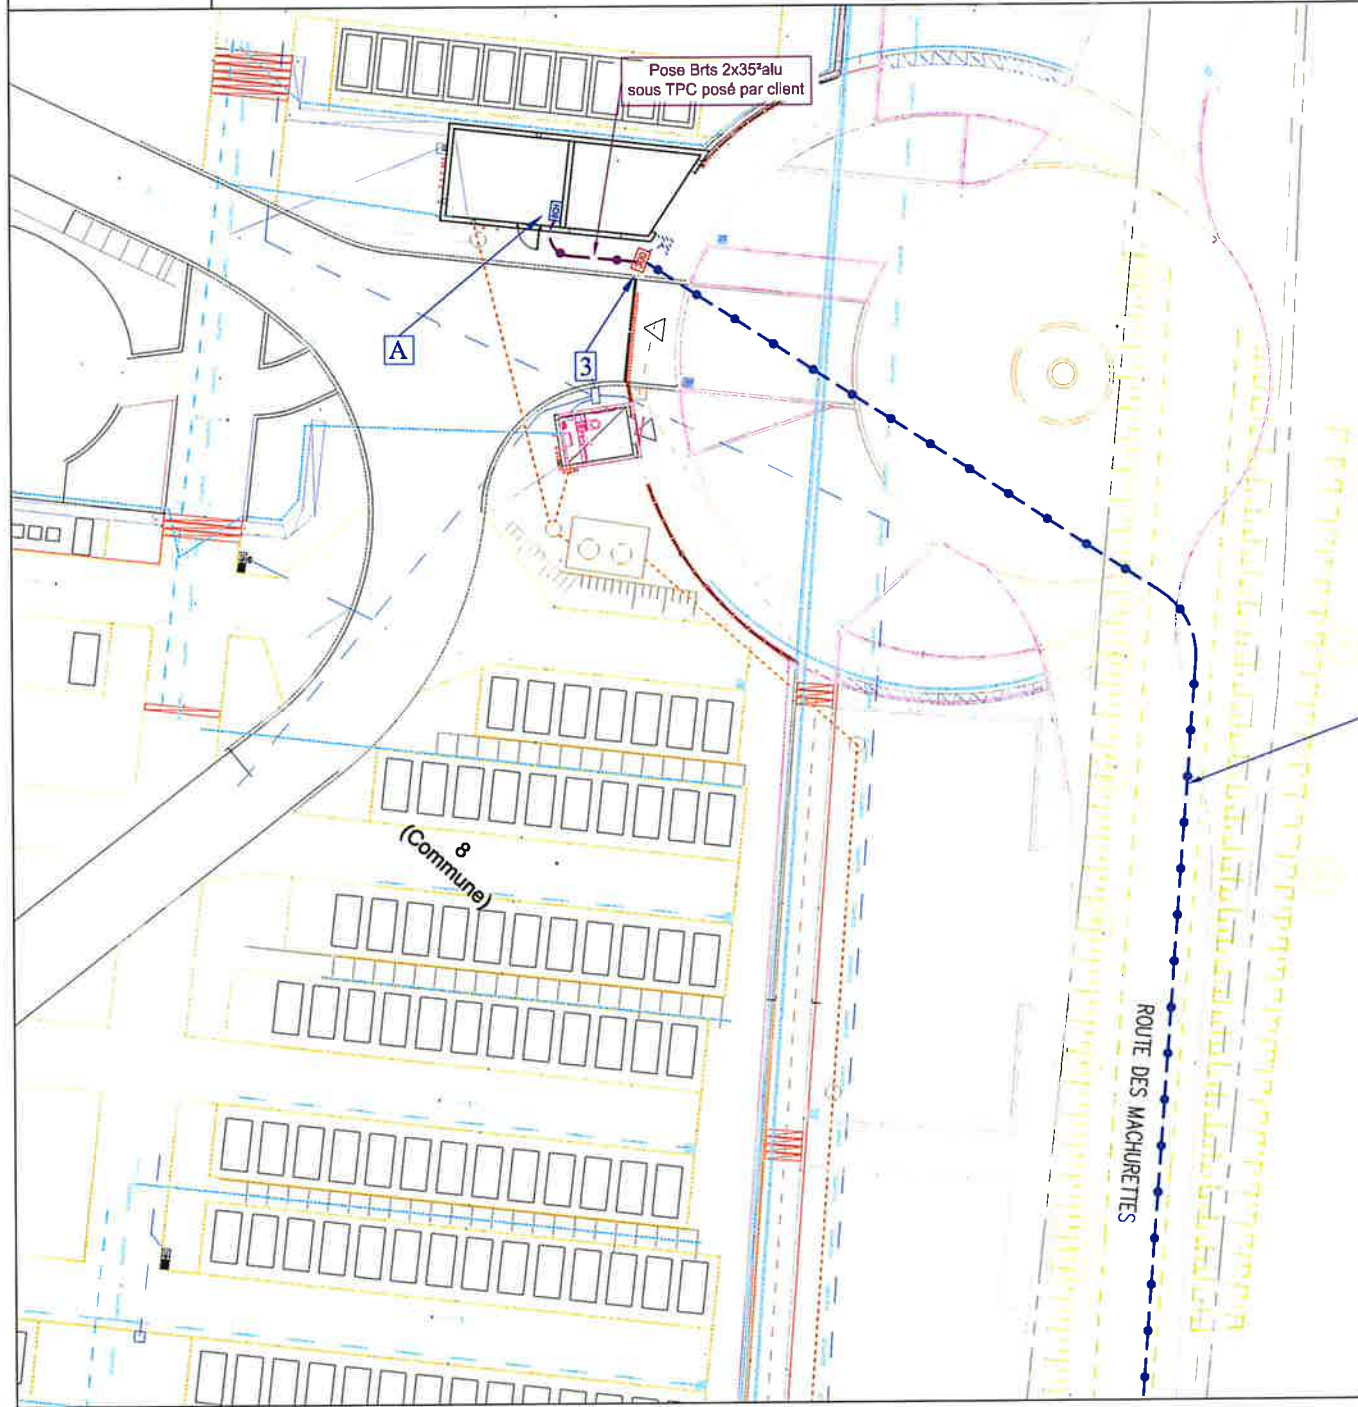 Pose Brts 2x35²alu
sous TPC posé par client
A
3
8
(Commune)
ROUTE DES MACHURETTES